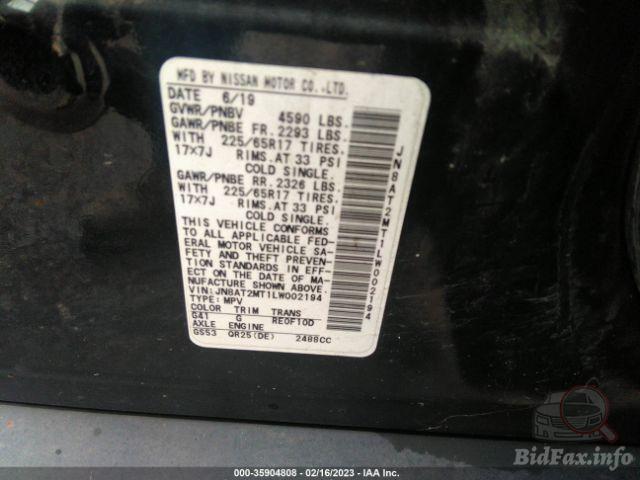 MFD BY NISSAN MOTOR CO.,LTD.
DATE 6/19
GVWR/PNBV 4590 LBS.
GAWR/PNBE FR. 2293 LBS.
WITH 225/65R17 TIRES.
17×7J RIMS.AT 33 PSI
COLD SINGLE.
GAWR/PNBE RR. 2326 LBS.
WITH 225/65R17 TIRES.
17×7J RIMS.AT 33 PSI
COLD SINGLE.
THIS VEHICLE CONFORMS
TO ALL APPLICABLE FED-
ERAL MOTOR VEHICLE SA-
FETY AND THEFT PREVEN-
TION STANDARDS IN EFF-
ECT ON THE DATE OF MA-
NUFACTURE SHOWN ABOVE.
VIN:JN8AT2MT1LW002194
TYPE:MPV
COLOR TRIM TRANS
G41 G RE0F10D
AXLE ENGINE
GS53 QR25(DE) 2488CC
JN8AT2MT1LW002194
BidFax.info
000-35904808 - 02/16/2023 - IAA Inc.